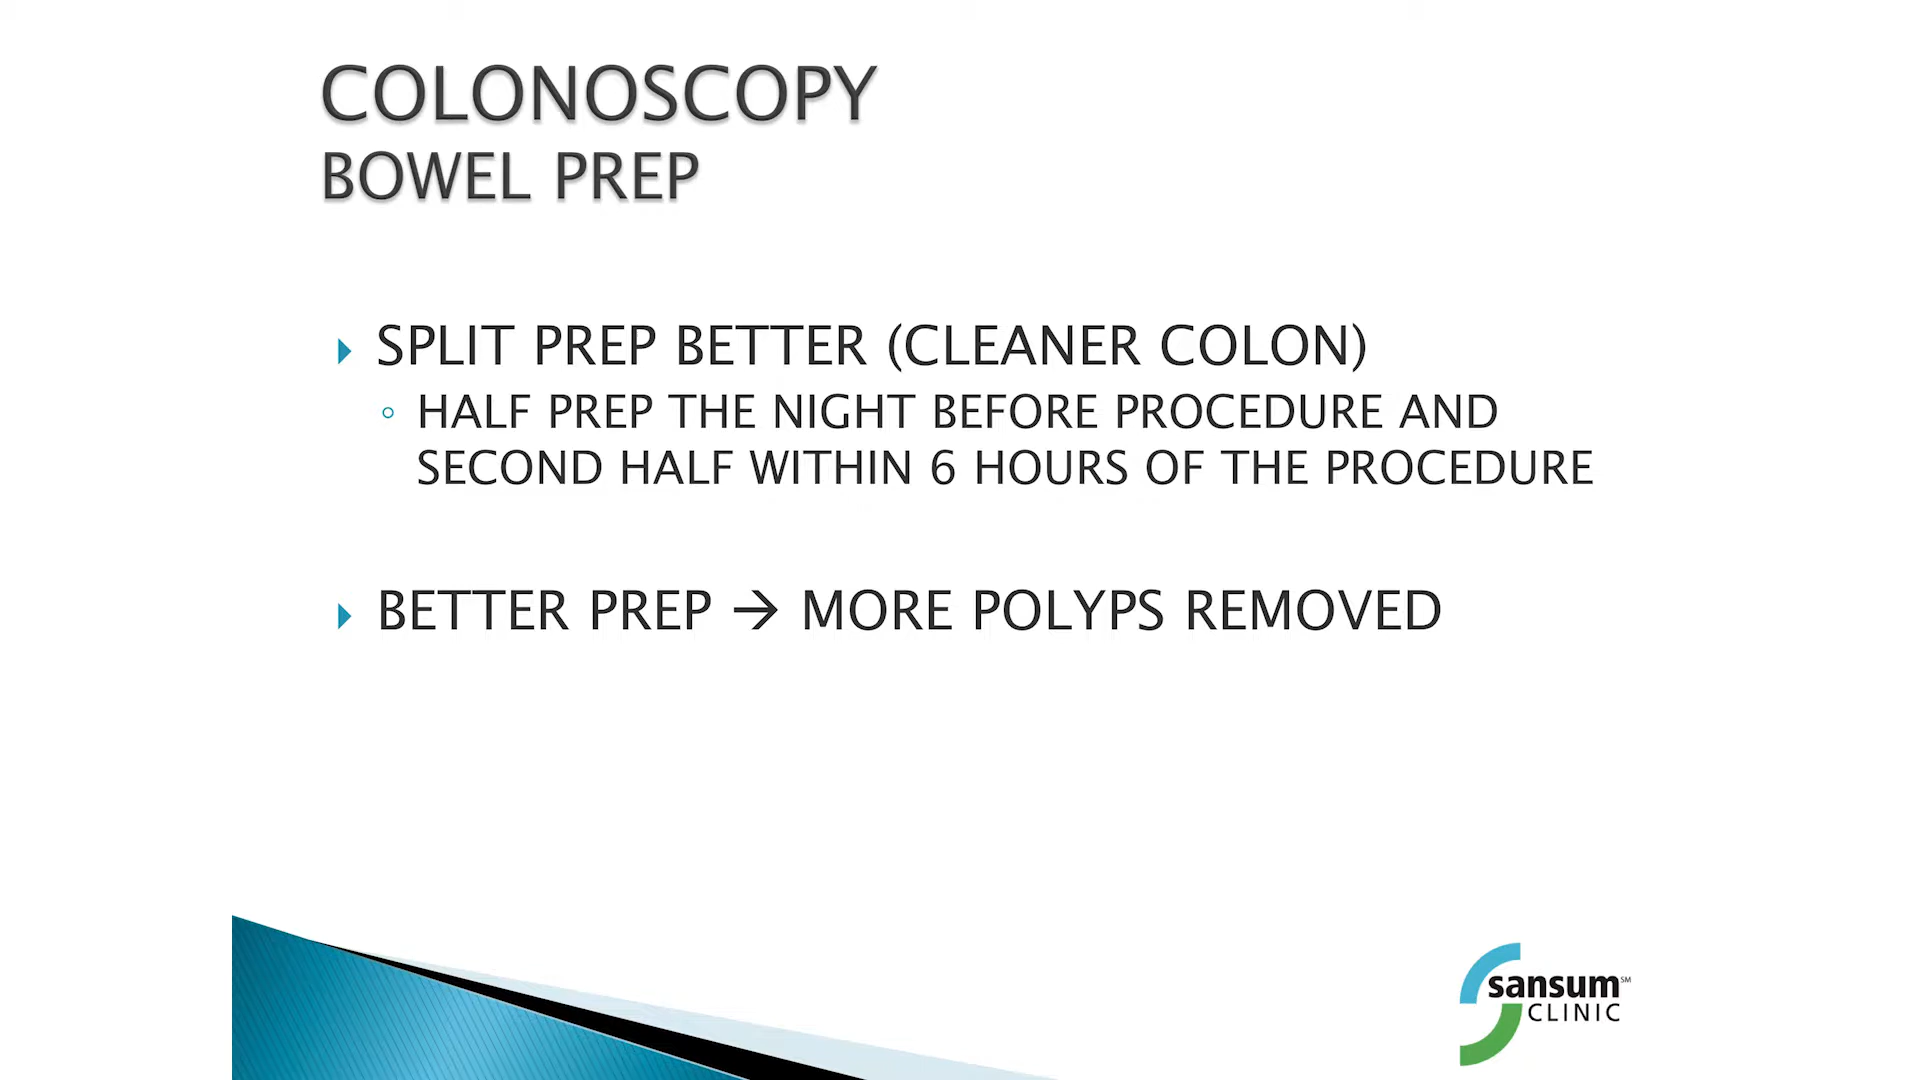 COLONOSCOPY
BOWEL PREP
SPLIT PREP BETTER (CLEANER COLON)
HALF PREP THE NIGHT BEFORE PROCEDURE AND
SECOND HALF WITHIN 6 HOURS OF THE PROCEDURE
BETTER PREP → MORE POLYPS REMOVED
sansum℠
CLINIC